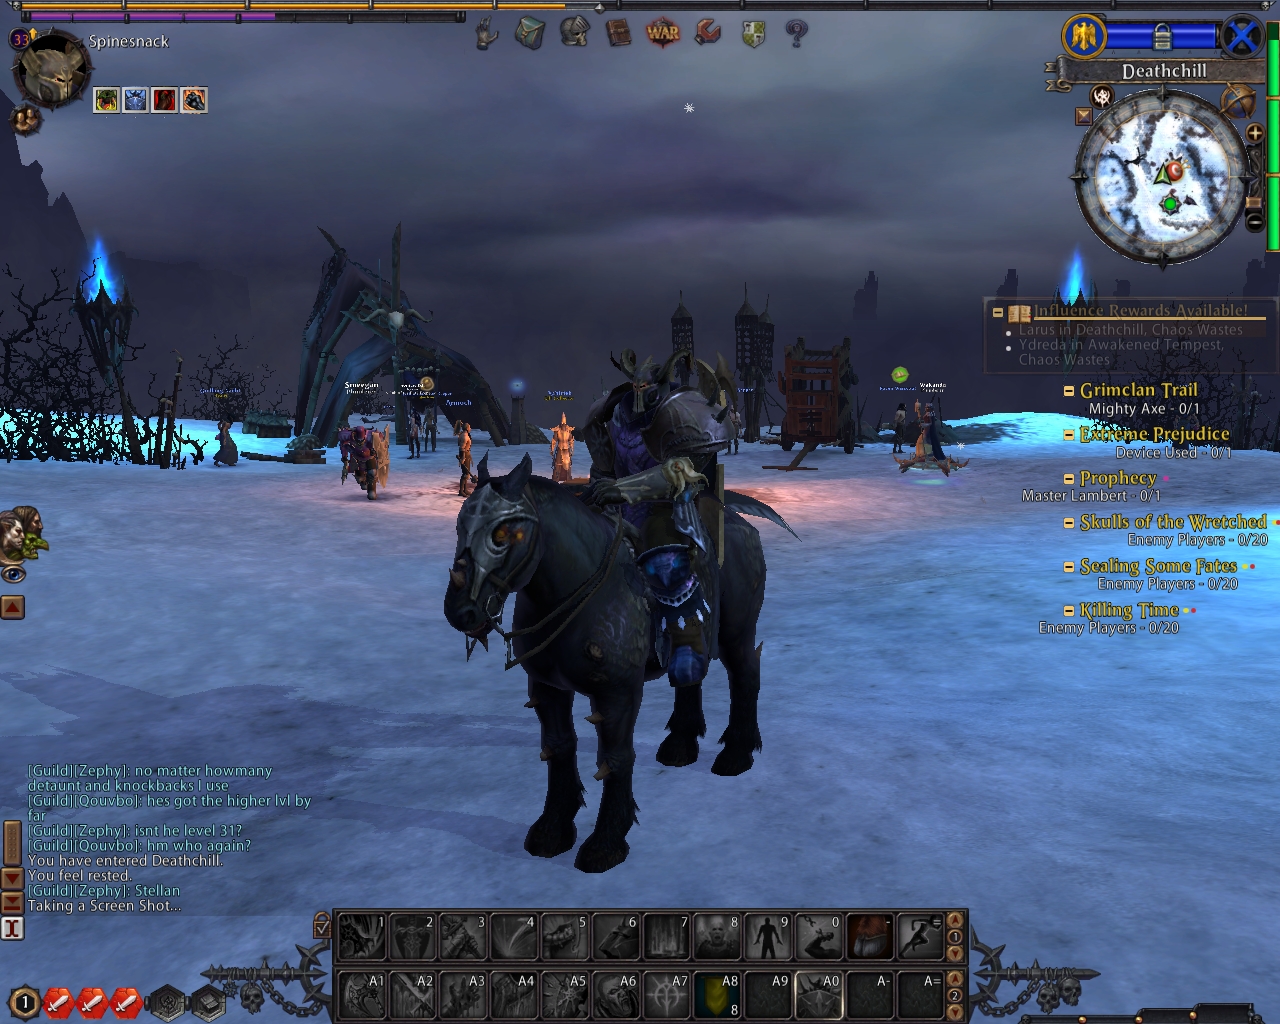 33
Spinesnack
WAR
?
Deathchill
Influence Rewards Available!
Larus in Deathchill, Chaos Wastes
Ydreda in Awakened Tempest,
Chaos Wastes
Grimclan Trail
Mighty Axe - 0/1
Extreme Prejudice
Device Used - 0/1
Prophecy
Master Lambert - 0/1
Skulls of the Wretched
Enemy Players - 0/20
Sealing Some Fates
Enemy Players - 0/20
Killing Time
Enemy Players - 0/20
Smeegan
[Guild][Zephy]: no matter howmany
detaunt and knockbacks I use
[Guild][Qouvbo]: hes got the higher lvl by
far
[Guild][Zephy]: isnt he level 31?
[Guild][Qouvbo]: hm who again?
You have entered Deathchill.
You feel rested.
[Guild][Zephy]: Stellan
Taking a Screen Shot...
1 2 3 4 5 6 7 8 9 0 - =
1
A1 A2 A3 A4 A5 A6 A7 A8 A9 A0 A- A=
8
2
1